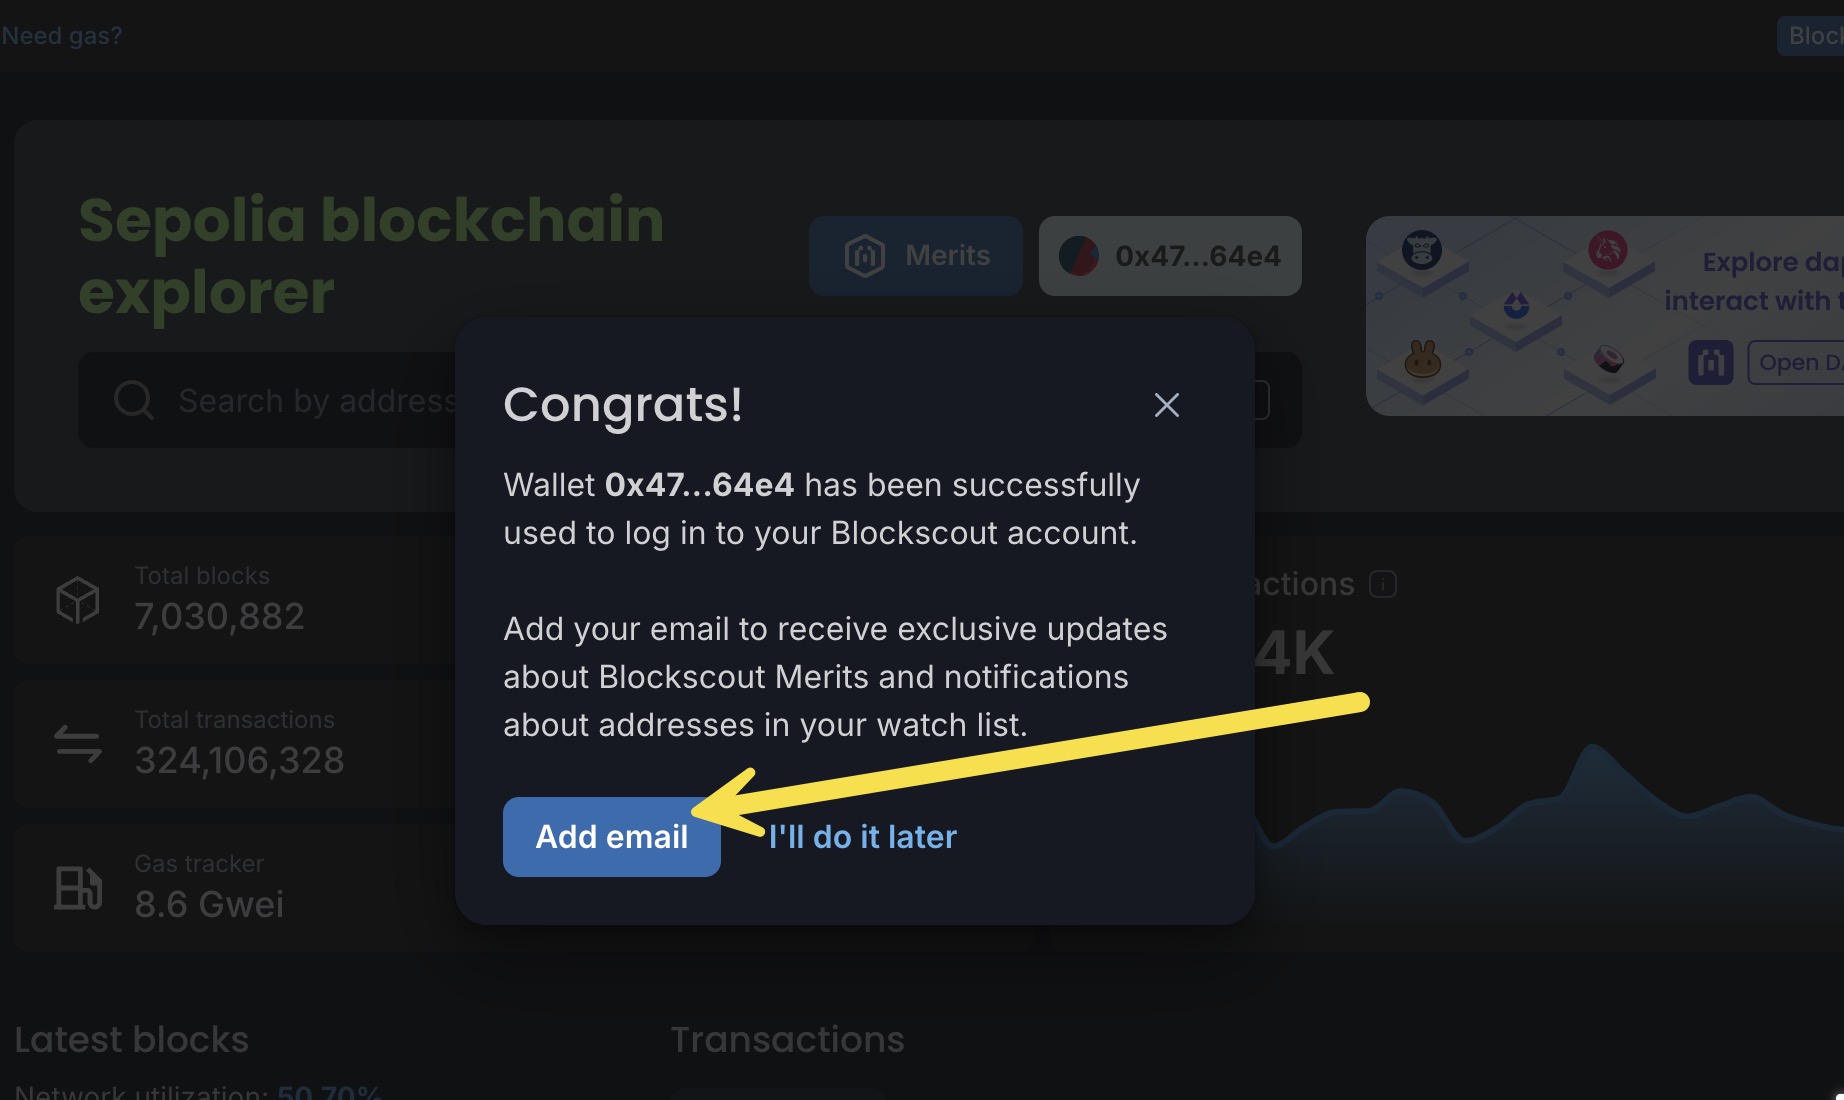 Need gas?
Sepolia blockchain
explorer
Merits
0x47...64e4
Explore
interact with
Open
Search by address
Congrats!
Wallet 0x47...64e4 has been successfully
used to log in to your Blockscout account.
Add your email to receive exclusive updates
about Blockscout Merits and notifications
about addresses in your watch list.
Add email
I'll do it later
Total blocks
7,030,882
Total transactions
324,106,328
Gas tracker
8.6 Gwei
4K
Latest blocks
Network utilization: 50.70%
Transactions